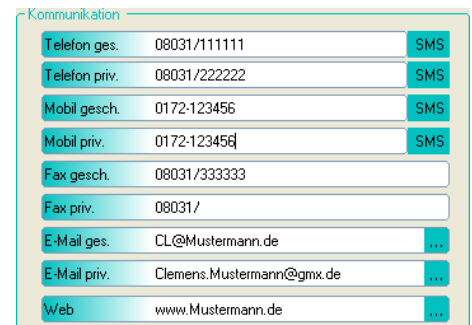 Kommunikation
Telefon ges. 08031/111111 SMS
Telefon priv. 08031/222222 SMS
Mobil gesch. 0172-123456 SMS
Mobil priv. 0172-123456 SMS
Fax gesch. 08031/333333
Fax priv. 08031/
E-Mail ges. CL@Mustermann.de ...
E-Mail priv. Clemens.Mustermann@gmx.de ...
Web www.Mustermann.de ...